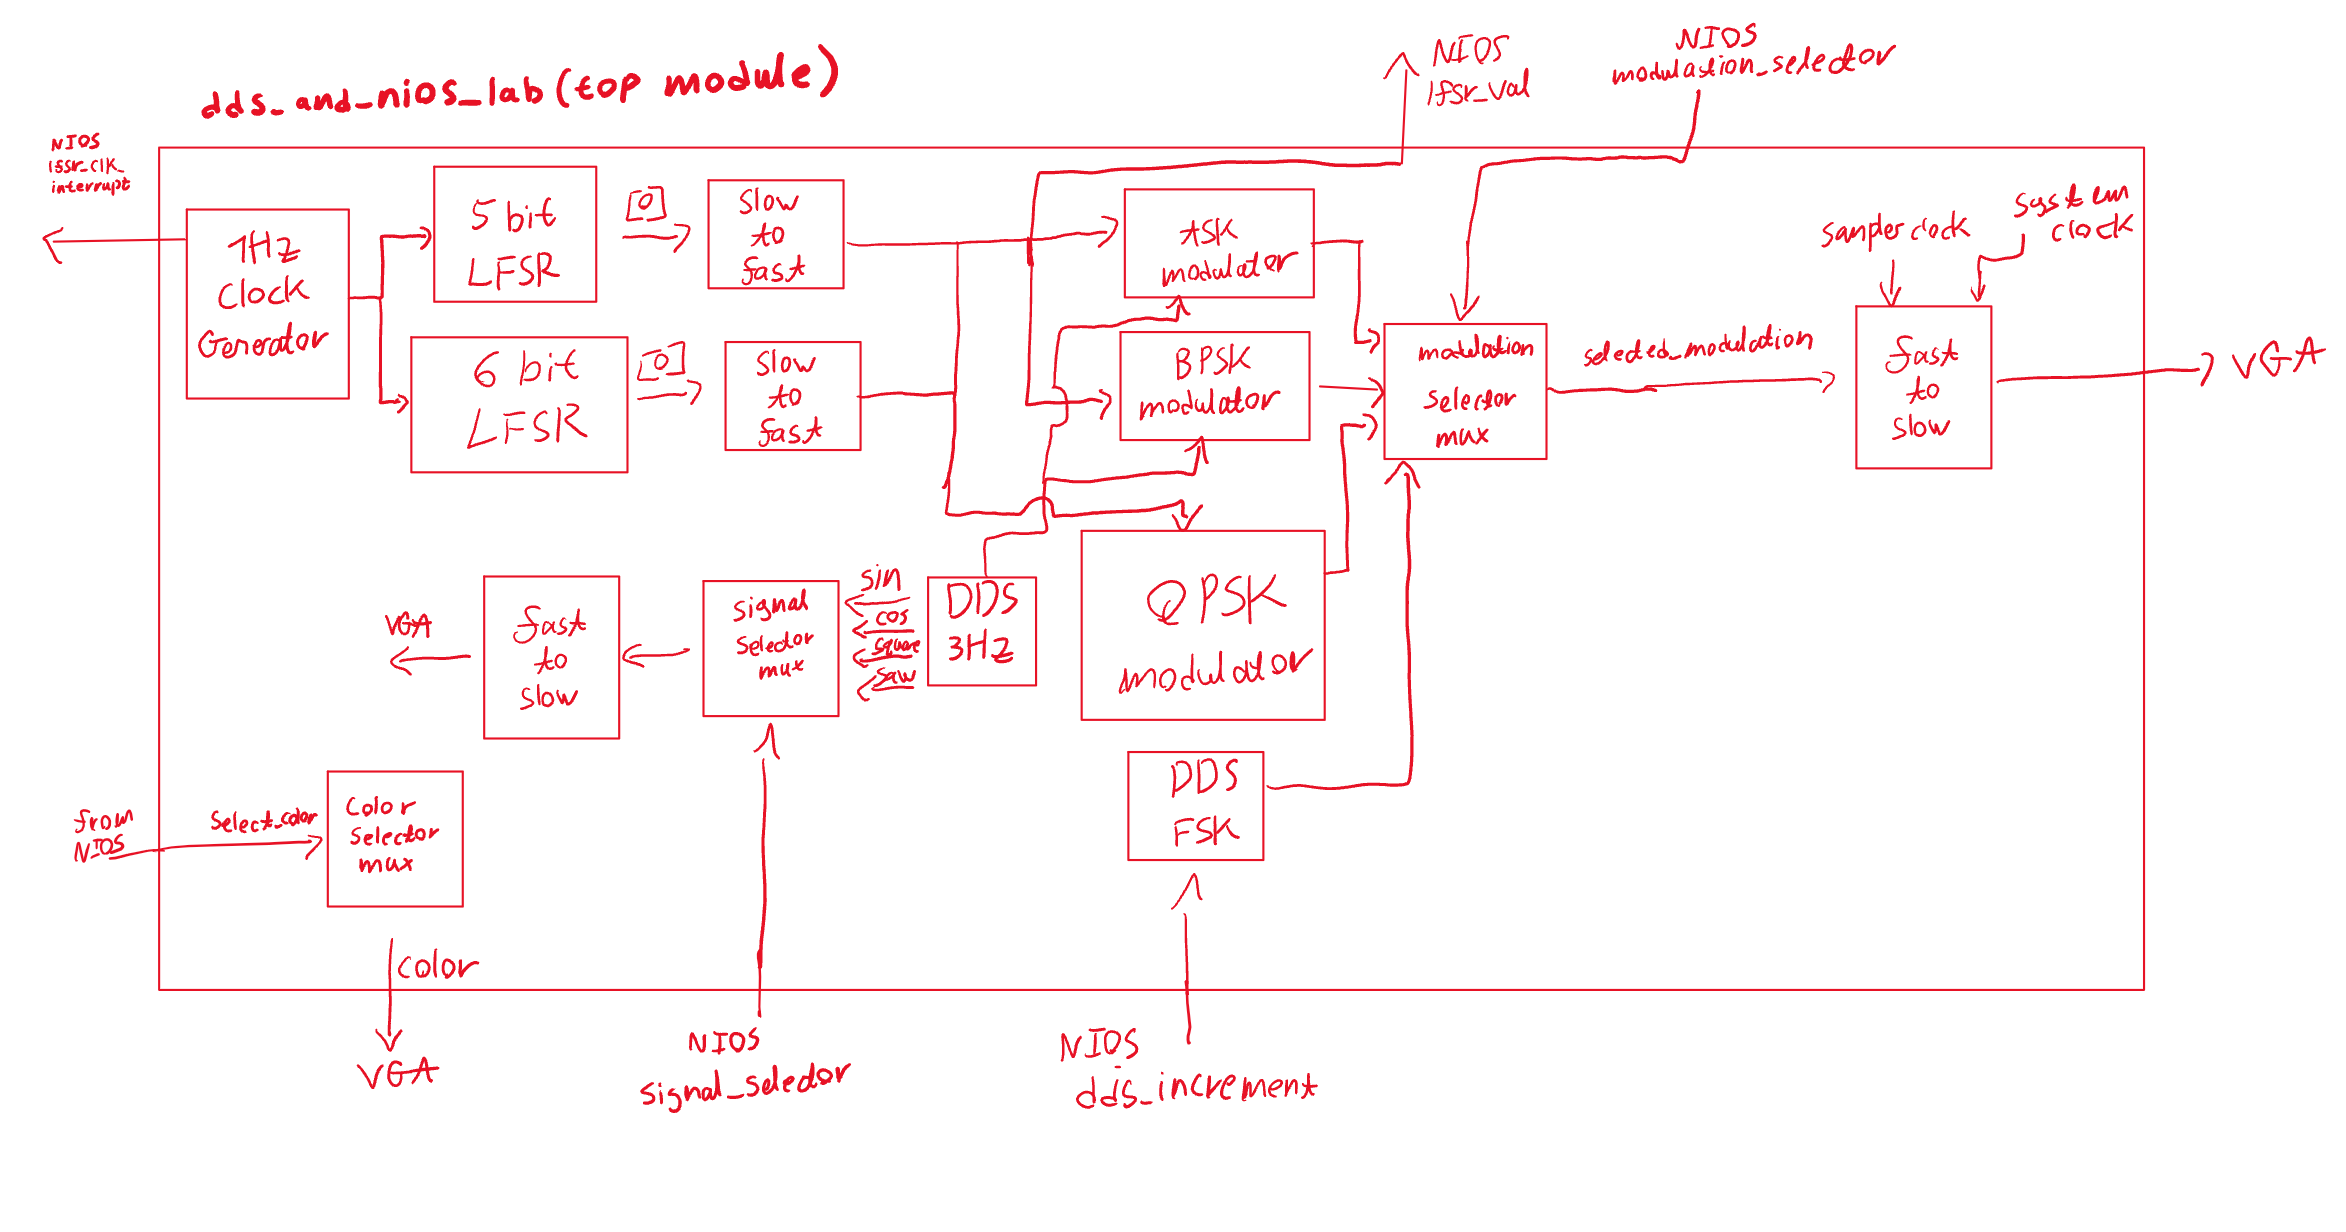 dds_and_nios_lab (top module)
NIOS
lfsr_val
NIOS
modulation_selector
NIOS
lfsr_clk_
interrupt
1Hz
Clock
Generator
5 bit
LFSR
[0]
slow
to
fast
ASK
modulator
sampler clock
system
clock
6 bit
LFSR
[0]
slow
to
fast
BPSK
modulator
modulation
selector
mux
selected_modulation
fast
to
slow
VGA
VGA
fast
to
slow
signal
selector
mux
sin
cos
square
saw
DDS
3HZ
QPSK
modulator
from
NIOS
select_color
Color
selector
mux
DDS
FSK
color
VGA
NIOS
signal_selector
NIOS
dds_increment